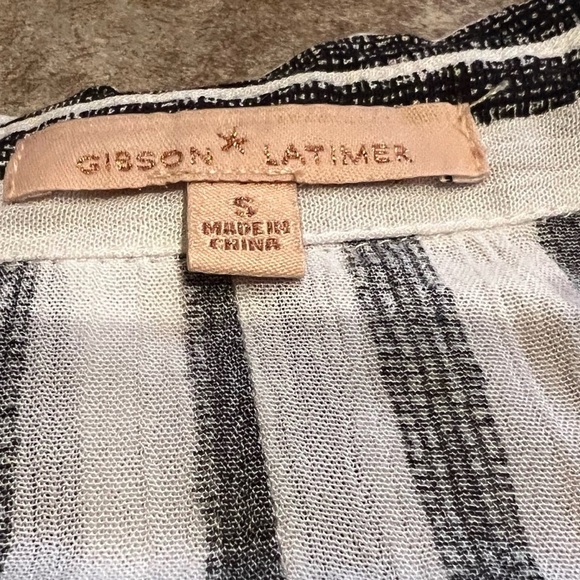 GIBSON * LATIMER
S
MADE IN
CHINA